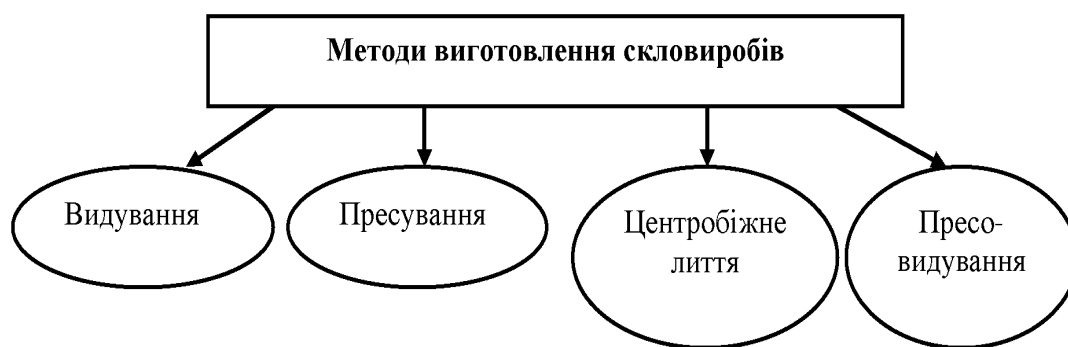 Методи виготовлення скловиробів
Видування
Пресування
Центробіжне
лиття
Пресо-
видування